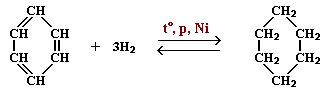 CH CH₂
CH CH t°, p, Ni CH₂ CH₂
+ 3H₂
CH CH CH₂ CH₂
CH CH₂